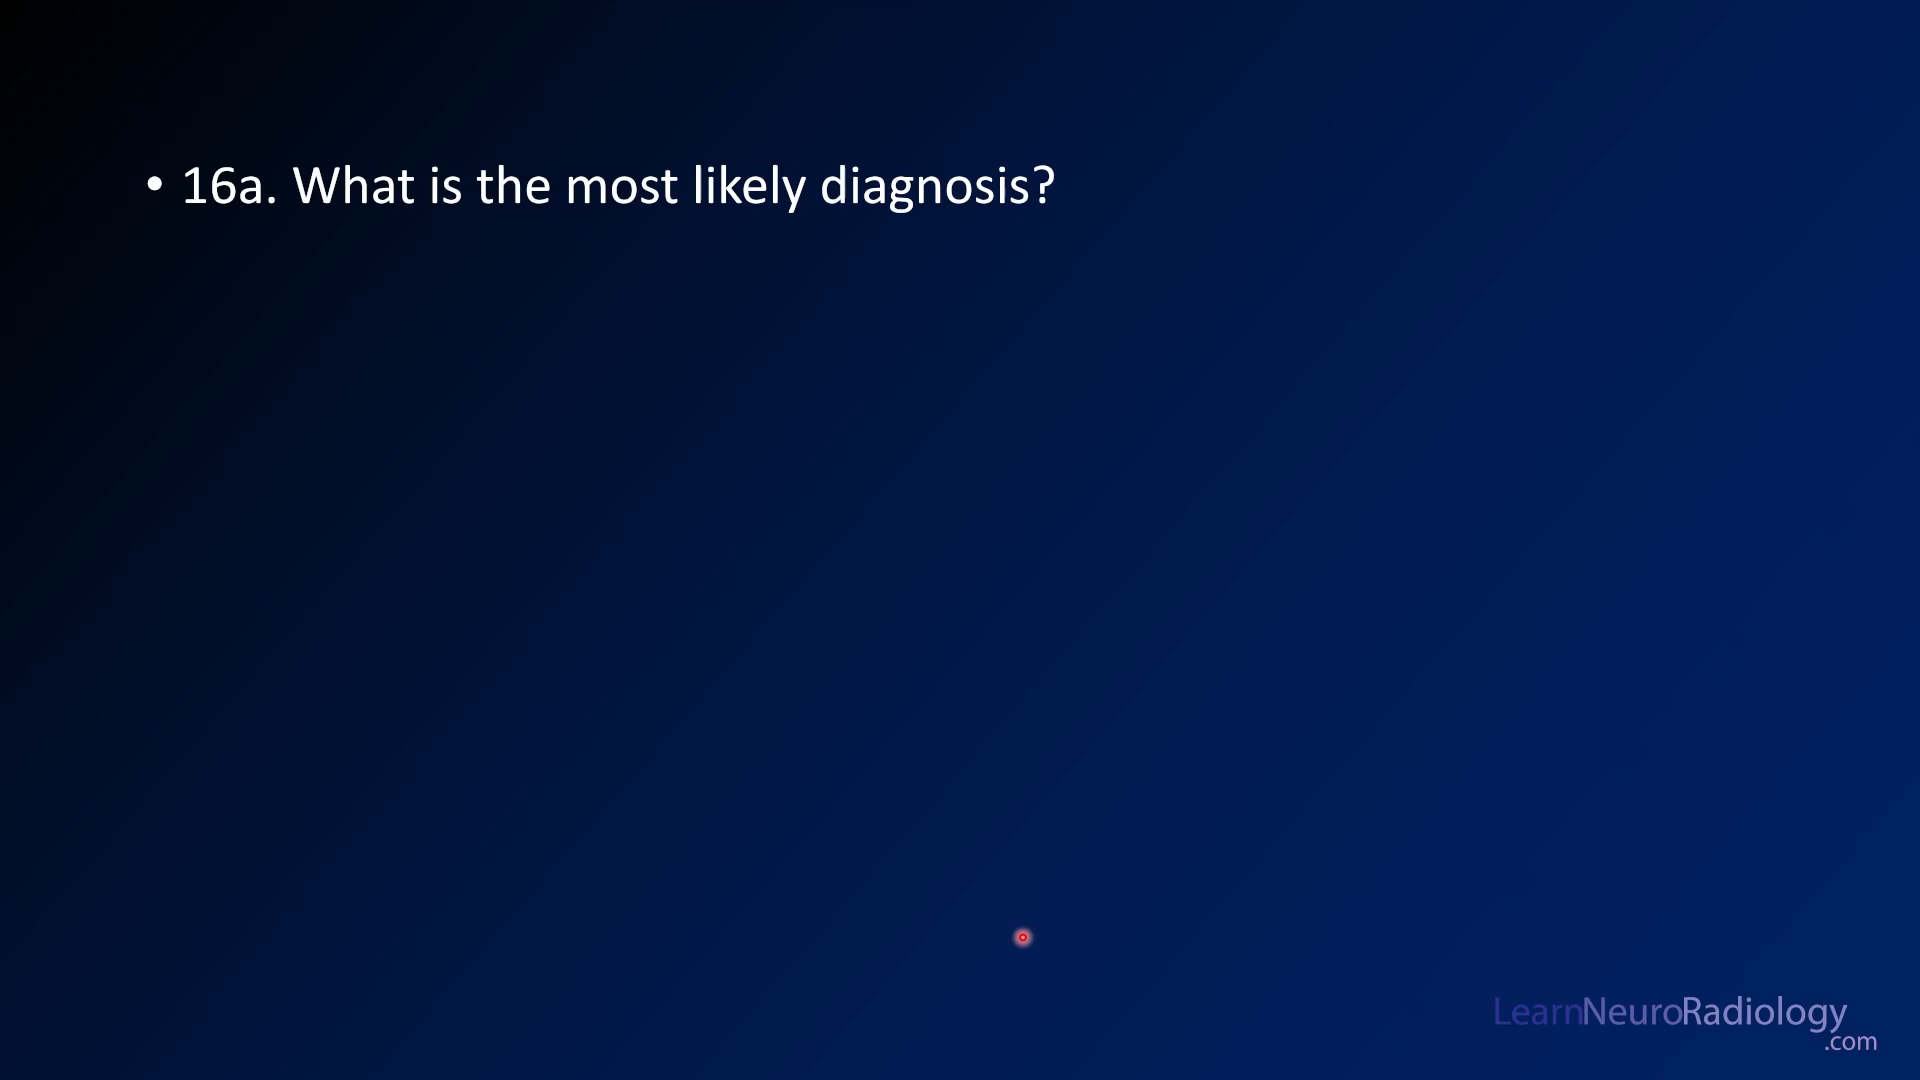 • 16a. What is the most likely diagnosis?
LearnNeuroRadiology
.com